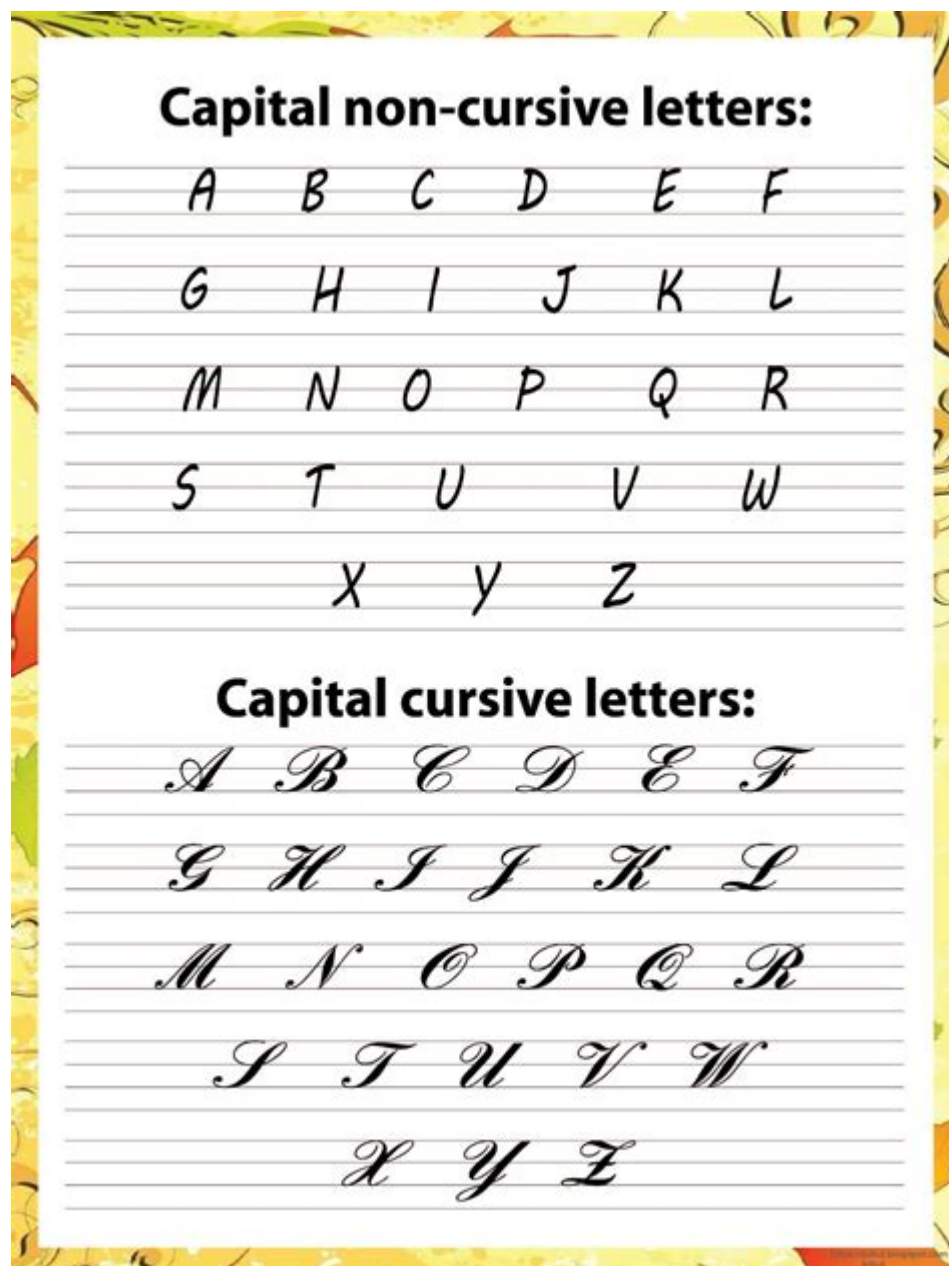 Capital non-cursive letters:
A B C D E F
G H I J K L
M N O P Q R
S T U V W
X Y Z
Capital cursive letters:
A B C D E F
G H I J K L
M N O P Q R
S T U V W
X Y Z